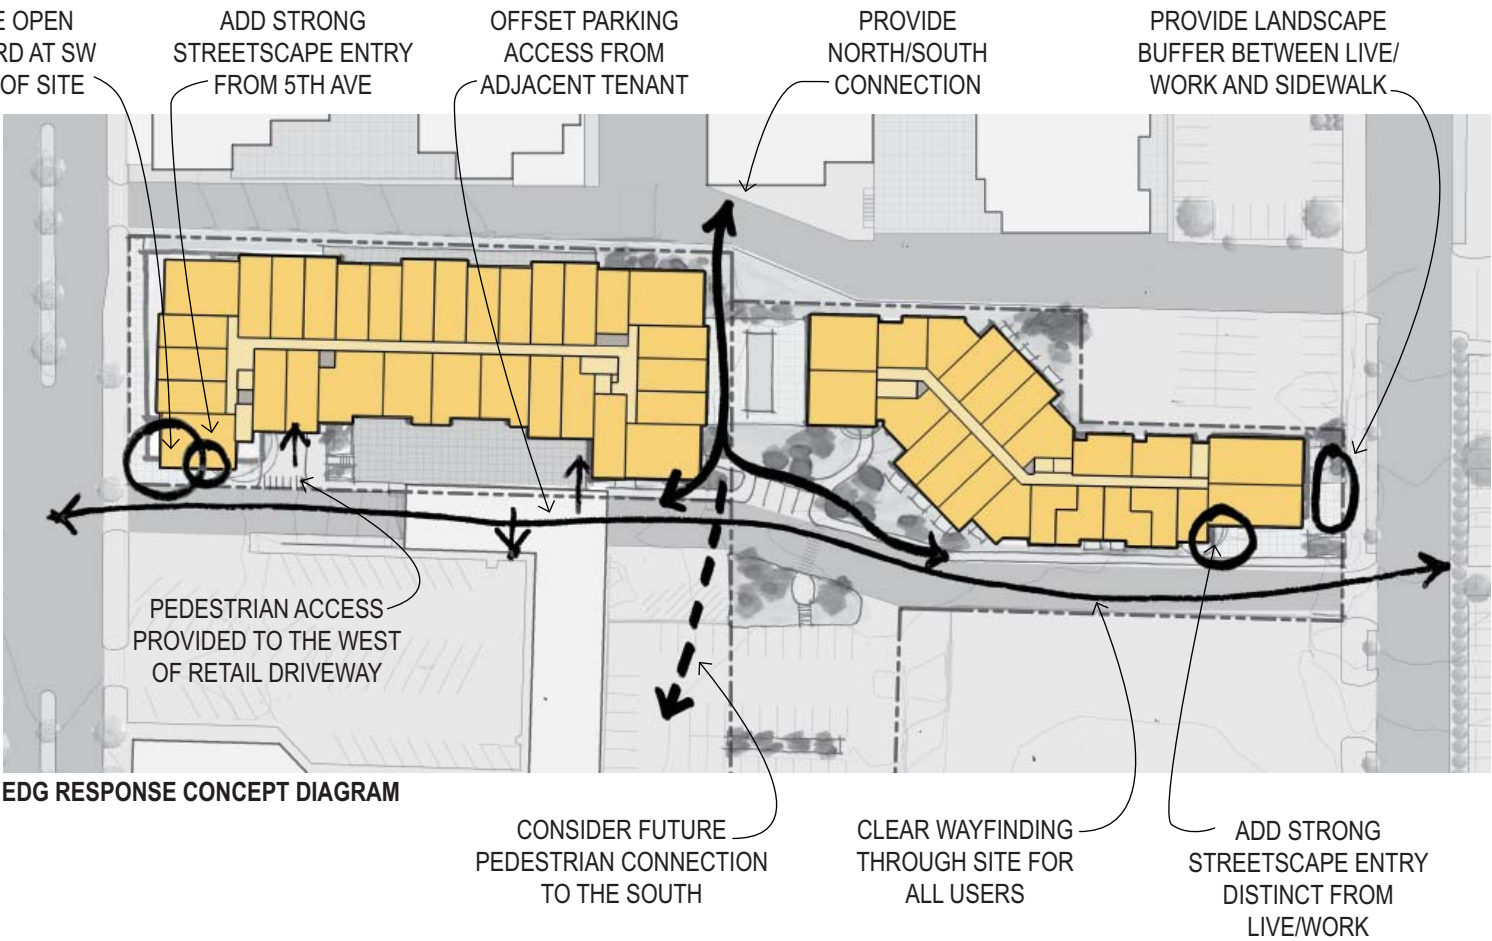 OPEN
AT SW
OF SITE
ADD STRONG
STREETSCAPE ENTRY
FROM 5TH AVE
OFFSET PARKING
ACCESS FROM
ADJACENT TENANT
PROVIDE
NORTH/SOUTH
CONNECTION
PROVIDE LANDSCAPE
BUFFER BETWEEN LIVE/
WORK AND SIDEWALK
PEDESTRIAN ACCESS
PROVIDED TO THE WEST
OF RETAIL DRIVEWAY
EDG RESPONSE CONCEPT DIAGRAM
CONSIDER FUTURE
PEDESTRIAN CONNECTION
TO THE SOUTH
CLEAR WAYFINDING
THROUGH SITE FOR
ALL USERS
ADD STRONG
STREETSCAPE ENTRY
DISTINCT FROM
LIVE/WORK